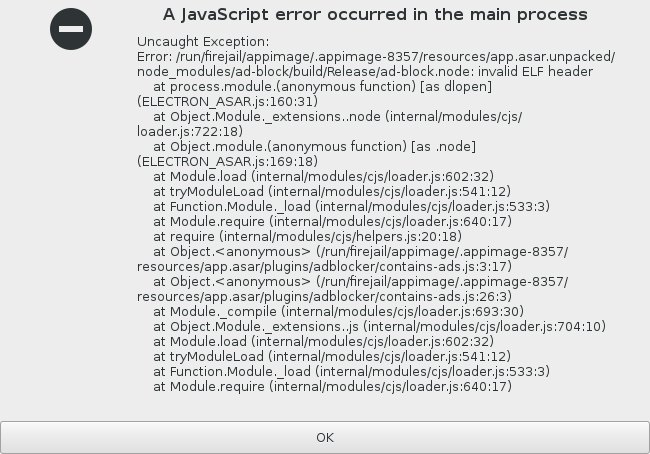 A JavaScript error occurred in the main process
Uncaught Exception:
Error: /run/firejail/appimage/.appimage-8357/resources/app.asar.unpacked/
node_modules/ad-block/build/Release/ad-block.node: invalid ELF header
    at process.module.(anonymous function) [as dlopen]
(ELECTRON_ASAR.js:160:31)
    at Object.Module._extensions..node (internal/modules/cjs/
loader.js:722:18)
    at Object.module.(anonymous function) [as .node]
(ELECTRON_ASAR.js:169:18)
    at Module.load (internal/modules/cjs/loader.js:602:32)
    at tryModuleLoad (internal/modules/cjs/loader.js:541:12)
    at Function.Module._load (internal/modules/cjs/loader.js:533:3)
    at Module.require (internal/modules/cjs/loader.js:640:17)
    at require (internal/modules/cjs/helpers.js:20:18)
    at Object.<anonymous> (/run/firejail/appimage/.appimage-8357/
resources/app.asar/plugins/adblocker/contains-ads.js:3:17)
    at Object.<anonymous> (/run/firejail/appimage/.appimage-8357/
resources/app.asar/plugins/adblocker/contains-ads.js:26:3)
    at Module._compile (internal/modules/cjs/loader.js:693:30)
    at Object.Module._extensions..js (internal/modules/cjs/loader.js:704:10)
    at Module.load (internal/modules/cjs/loader.js:602:32)
    at tryModuleLoad (internal/modules/cjs/loader.js:541:12)
    at Function.Module._load (internal/modules/cjs/loader.js:533:3)
    at Module.require (internal/modules/cjs/loader.js:640:17)
OK